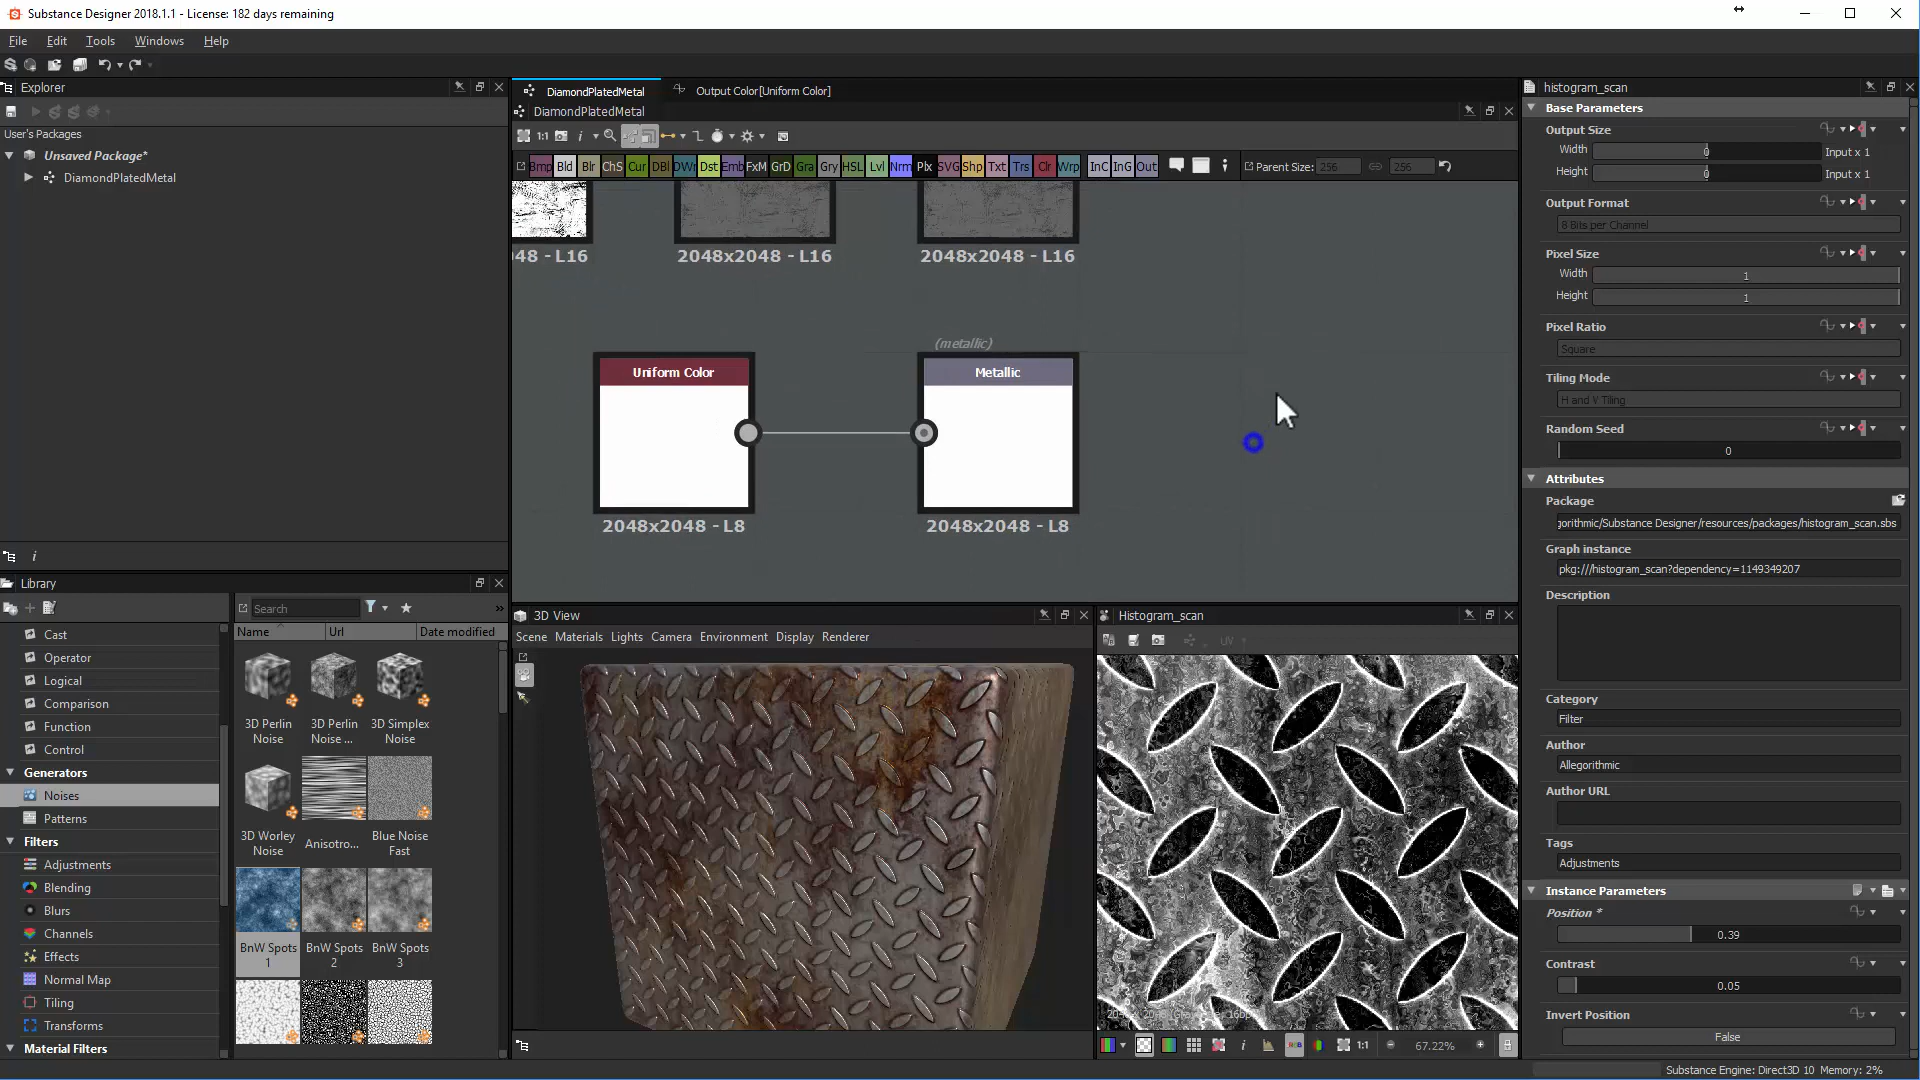 Substance Designer 2018.1.1 - License: 182 days remaining
File Edit Tools Windows Help
Explorer
User's Packages
Unsaved Package*
DiamondPlatedMetal
Library
Search
Name Url Date modified
Cast
Operator
Logical
Comparison
Function
Control
Generators
Noises
Patterns
Filters
Adjustments
Blending
Blurs
Channels
Effects
Normal Map
Tiling
Transforms
Material Filters
3D Perlin Noise
3D Perlin Noise ...
3D Simplex Noise
3D Worley Noise
Anisotro...
Blue Noise Fast
BnW Spots 1
BnW Spots 2
BnW Spots 3
DiamondPlatedMetal
Output Color[Uniform Color]
DiamondPlatedMetal
1:1
Bmp Bld Blr ChS Cur DBl DWr Dst Emb FxM GrD Gra Gry HSL Lvl Nrm Plx SVG Shp Txt Trs Clr Wrp InC InG Out
Parent Size: 256 256
48 - L16
2048x2048 - L16
2048x2048 - L16
(metallic)
Uniform Color
Metallic
2048x2048 - L8
2048x2048 - L8
3D View
Scene Materials Lights Camera Environment Display Renderer
Histogram_scan
UV
1:1
67.22%
histogram_scan
Base Parameters
Output Size
Width 0 Input x 1
Height 0 Input x 1
Output Format
8 Bits per Channel
Pixel Size
Width 1
Height 1
Pixel Ratio
Square
Tiling Mode
H and V Tiling
Random Seed
0
Attributes
Package
gorithmic/Substance Designer/resources/packages/histogram_scan.sbs
Graph instance
pkg:///histogram_scan?dependency=1149349207
Description
Category
Filter
Author
Allegorithmic
Author URL
Tags
Adjustments
Instance Parameters
Position *
0.39
Contrast
0.05
Invert Position
False
Substance Engine: Direct3D 10 Memory: 2%